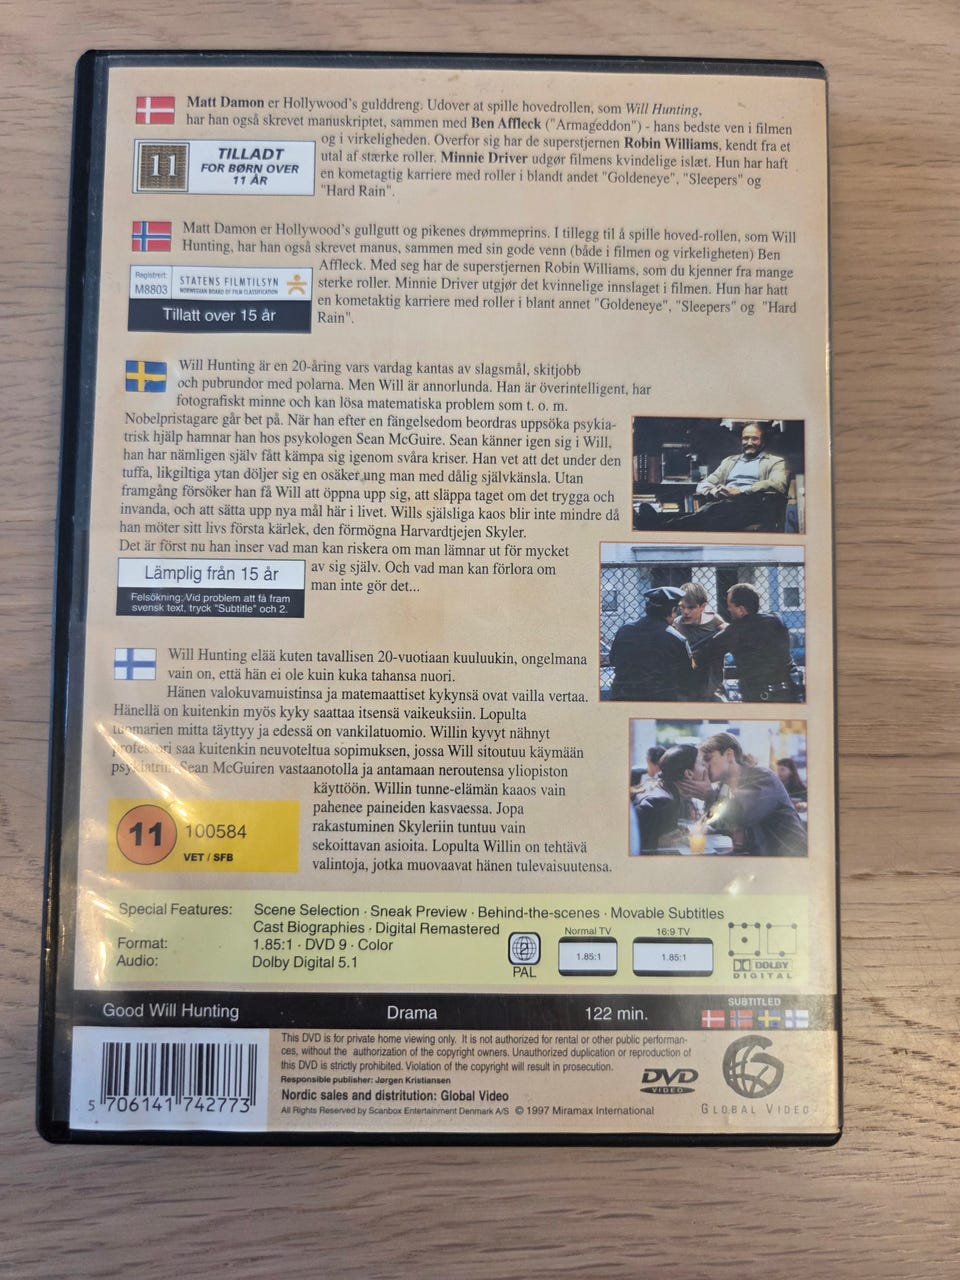 Matt Damon er Hollywood's gulddreng. Udover at spille hovedrollen, som Will Hunting,
har han også skrevet manuskriptet, sammen med Ben Affleck ("Armageddon") - hans bedste ven i filmen
og i virkeligheden. Overfor sig har de superstjernen Robin Williams, kendt fra et
utal af stærke roller. Minnie Driver udgør filmens kvindelige islæt. Hun har haft
en kometagtig karriere med roller i blandt andet "Goldeneye", "Sleepers" og
"Hard Rain".
11
TILLADT
FOR BØRN OVER
11 ÅR
Matt Damon er Hollywood's gullgutt og pikenes drømmeprins. I tillegg til å spille hoved-rollen, som Will
Hunting, har han også skrevet manus, sammen med sin gode venn (både i filmen og virkeligheten) Ben
Affleck. Med seg har de superstjernen Robin Williams, som du kjenner fra mange
sterke roller. Minnie Driver utgjør det kvinnelige innslaget i filmen. Hun har hatt
en kometaktig karriere med roller i blant annet "Goldeneye", "Sleepers" og "Hard
Rain".
Registrert
M8803
STATENS FILMTILSYN
NORWEGIAN BOARD OF FILM CLASSIFICATION
Tillatt over 15 år
Will Hunting är en 20-åring vars vardag kantas av slagsmål, skitjobb
och pubrundor med polarna. Men Will är annorlunda. Han är överintelligent, har
fotografiskt minne och kan lösa matematiska problem som t. o. m.
Nobelpristagare går bet på. När han efter en fängelsedom beordras uppsöka psykia-
trisk hjälp hamnar han hos psykologen Sean McGuire. Sean känner igen sig i Will,
han har nämligen själv fått kämpa sig igenom svåra kriser. Han vet att det under den
tuffa, likgiltiga ytan döljer sig en osäker ung man med dålig självkänsla. Utan
framgång försöker han få Will att öppna upp sig, att släppa taget om det trygga och
invanda, och att sätta upp nya mål här i livet. Wills själsliga kaos blir inte mindre då
han möter sitt livs första kärlek, den förmögna Harvardtjejen Skyler.
Det är först nu han inser vad man kan riskera om man lämnar ut för mycket
av sig själv. Och vad man kan förlora om
man inte gör det...
Lämplig från 15 år
Felsökning: Vid problem att få fram
svensk text, tryck "Subtitle" och 2.
Will Hunting elää kuten tavallisen 20-vuotiaan kuuluukin, ongelmana
vain on, että hän ei ole kuin kuka tahansa nuori.
Hänen valokuvamuistinsa ja matemaattiset kykynsä ovat vailla vertaa.
Hänellä on kuitenkin myös kyky saattaa itsensä vaikeuksiin. Lopulta
tuomarien mitta täyttyy ja edessä on vankilatuomio. Willin kyvyt nähnyt
professori saa kuitenkin neuvoteltua sopimuksen, jossa Will sitoutuu käymään
psykiatrin Sean McGuiren vastaanotolla ja antamaan neroutensa yliopiston
käyttöön. Willin tunne-elämän kaaos vain
pahenee paineiden kasvaessa. Jopa
rakastuminen Skyleriin tuntuu vain
sekoittavan asioita. Lopulta Willin on tehtävä
valintoja, jotka muovaavat hänen tulevaisuutensa.
11
100584
VET / SFB
Special Features: Scene Selection · Sneak Preview · Behind-the-scenes · Movable Subtitles
Cast Biographies · Digital Remastered
Format: 1.85:1 · DVD 9 · Color
Audio: Dolby Digital 5.1
2
PAL
Normal TV
1.85:1
16:9 TV
1.85:1
DOLBY
DIGITAL
Good Will Hunting Drama 122 min.
SUBTITLED
This DVD is for private home viewing only. It is not authorized for rental or other public performan-
ces, without the authorization of the copyright owners. Unauthorized duplication or reproduction of
this DVD is strictly prohibited. Violation of the copyright will result in prosecution.
Responsible publisher: Jørgen Kristiansen
Nordic sales and distritution: Global Video
All Rights Reserved by Scanbox Entertainment Denmark A/S © 1997 Miramax International
DVD
VIDEO
GLOBAL VIDEO
5 706141 742773